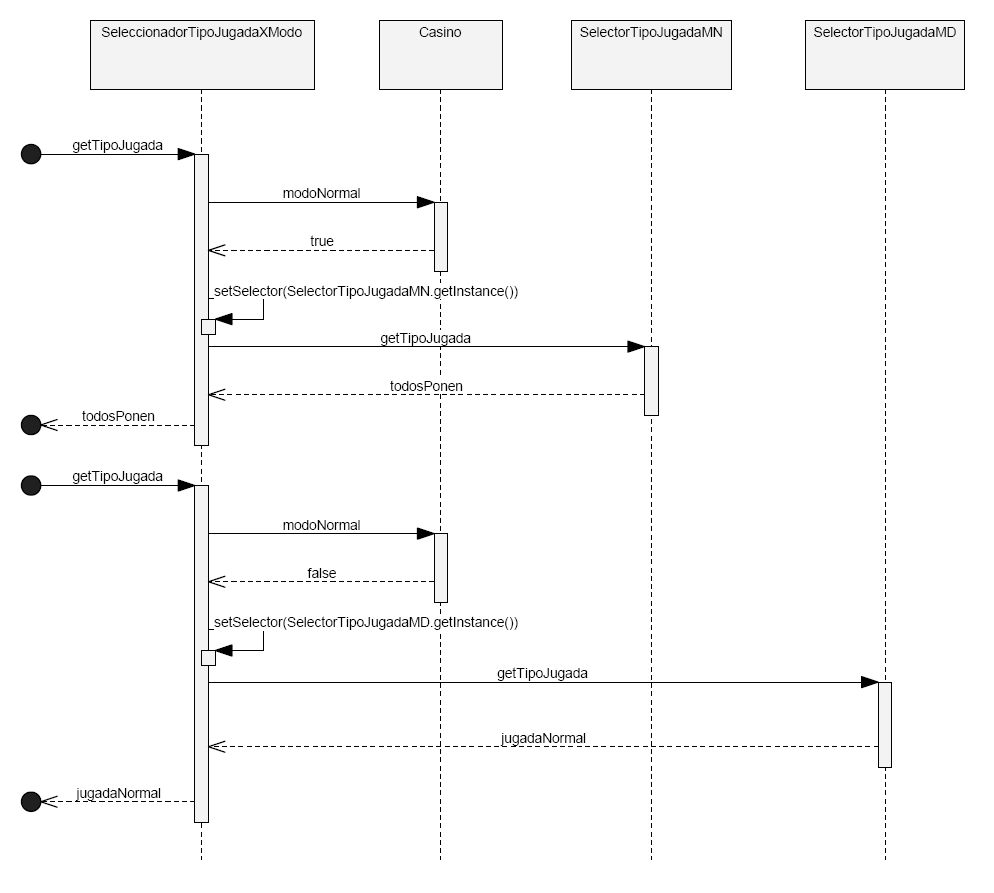 SeleccionadorTipoJugadaXModo
Casino
SelectorTipoJugadaMN
SelectorTipoJugadaMD
getTipoJugada
modoNormal
true
setSelector(SelectorTipoJugadaMN.getInstance())
getTipoJugada
todosPonen
todosPonen
getTipoJugada
modoNormal
false
setSelector(SelectorTipoJugadaMD.getInstance())
getTipoJugada
jugadaNormal
jugadaNormal